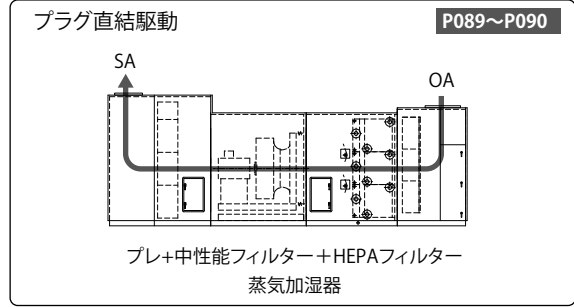 プラグ直結駆動
P089〜P090
SA
OA
プレ+中性能フィルター＋HEPAフィルター
蒸気加湿器